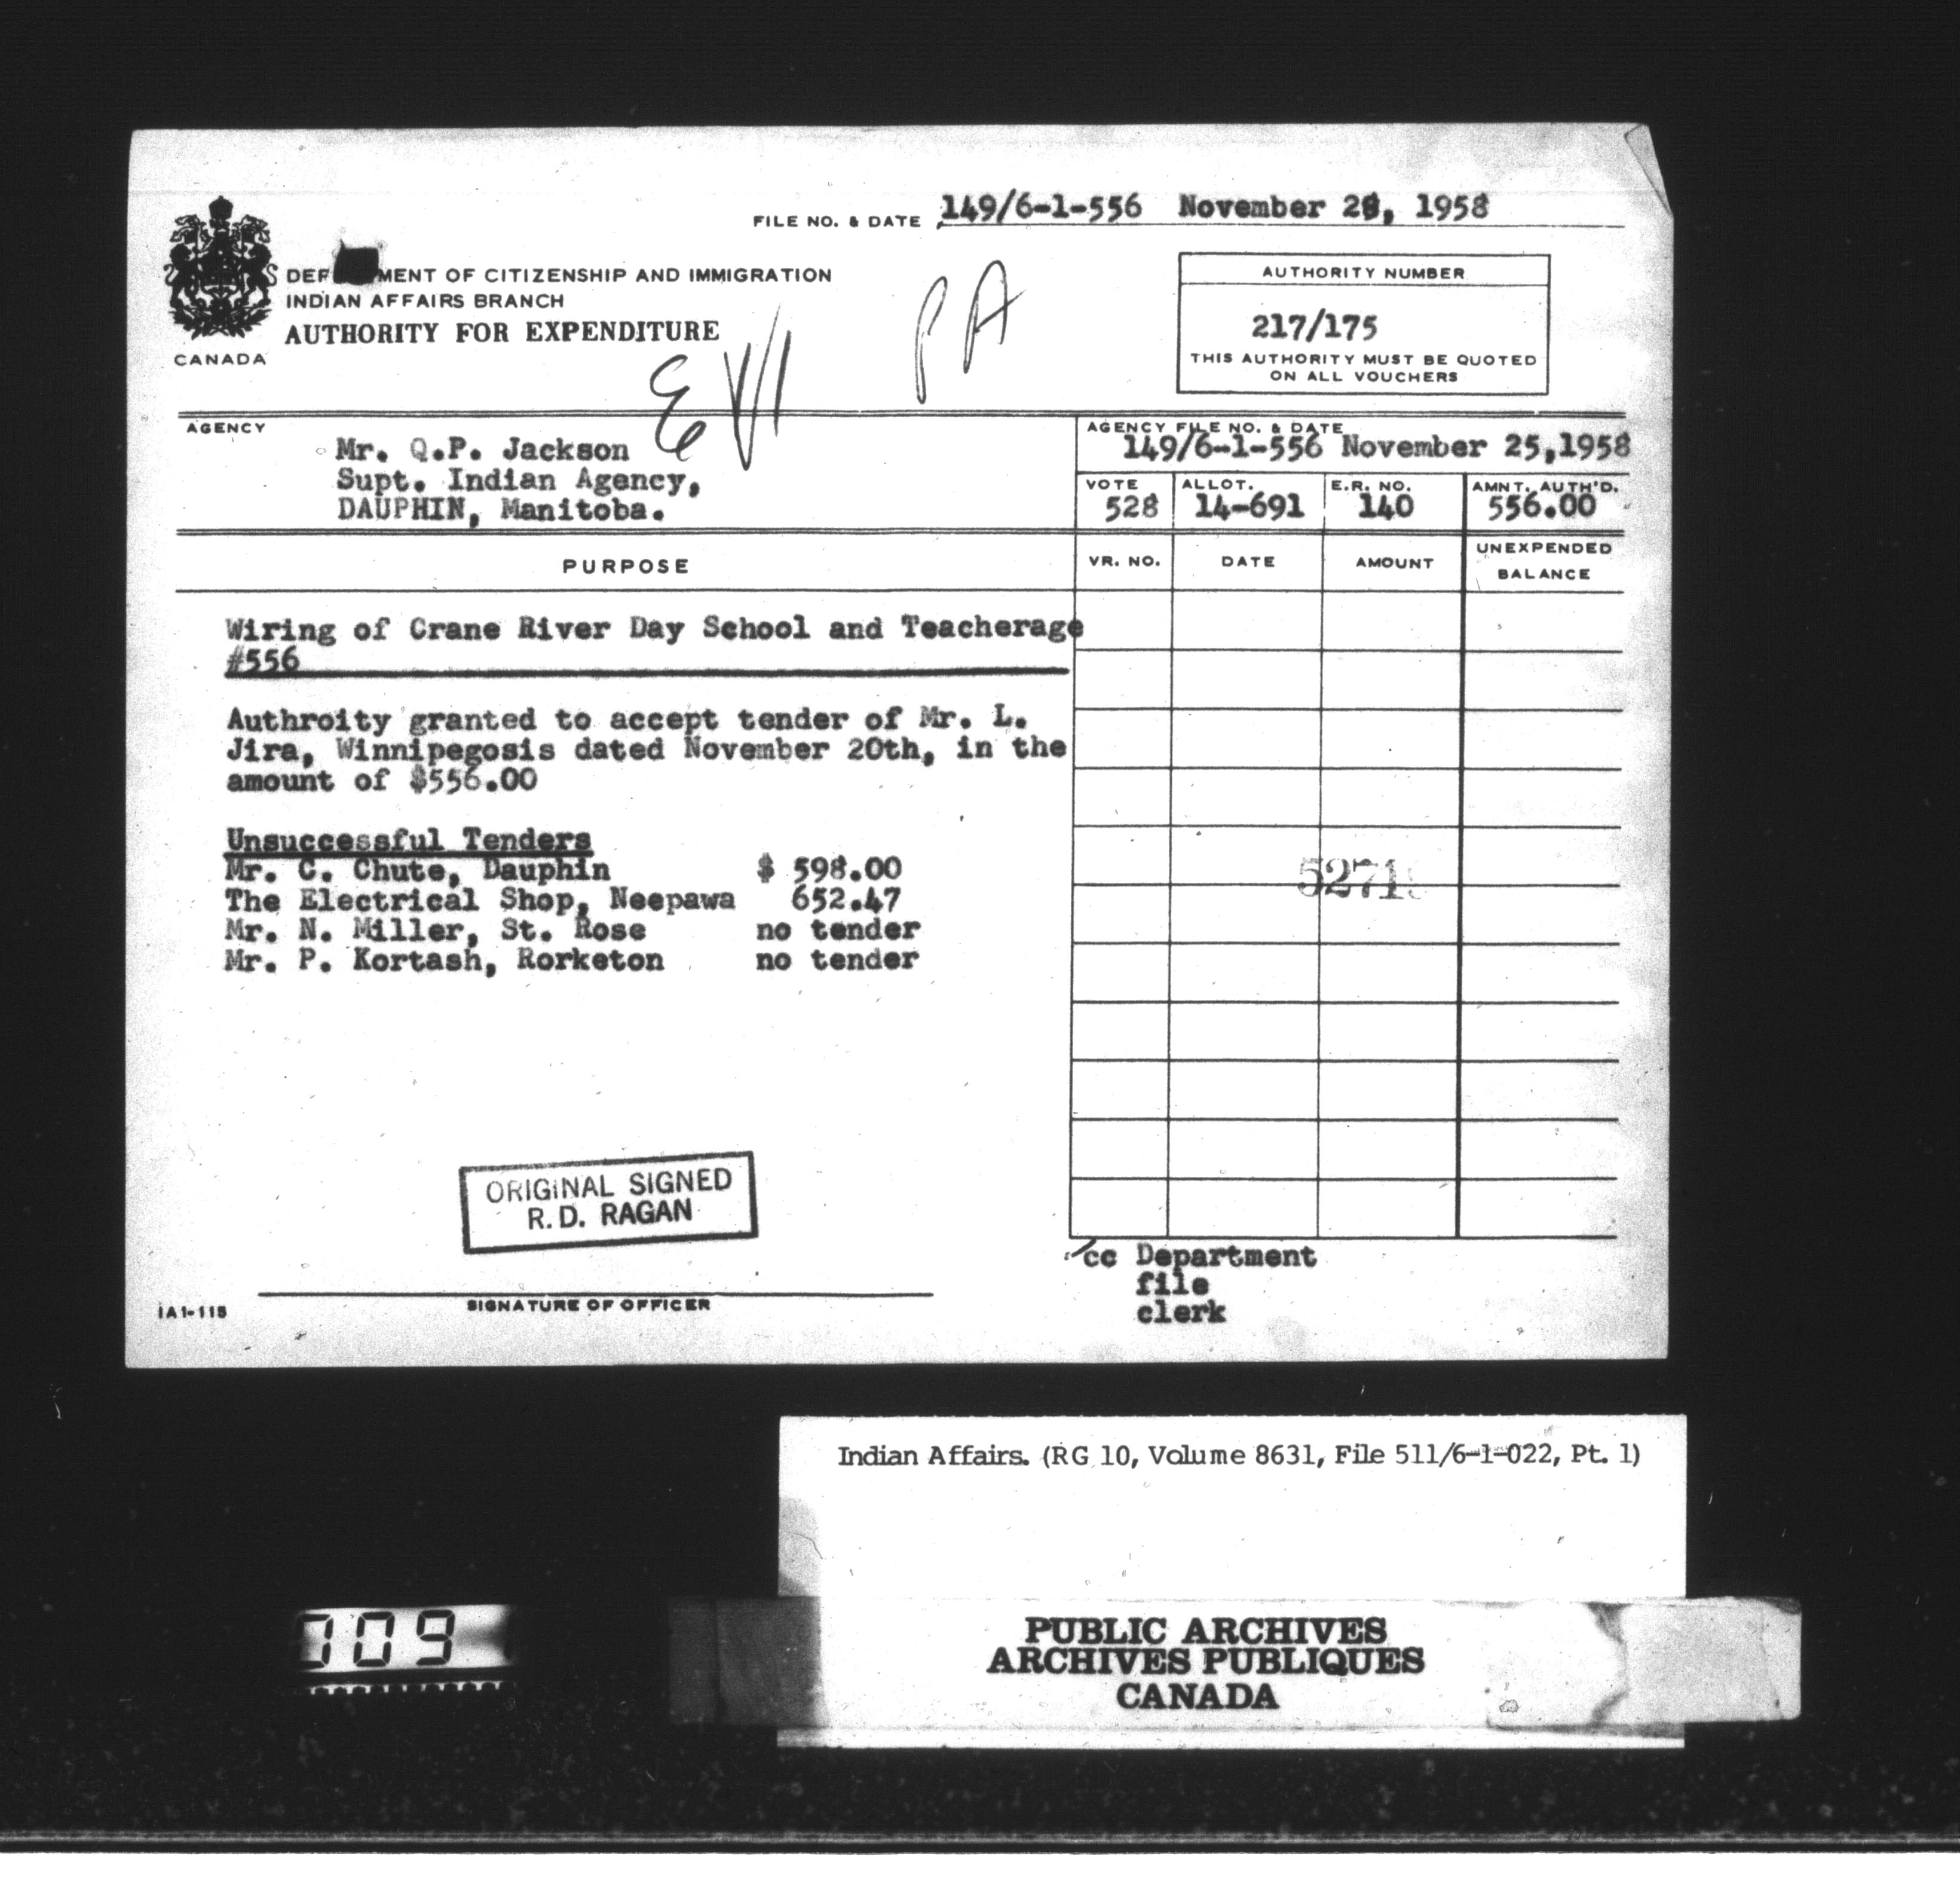 FILE NO. & DATE 149/6-1-556 November 28, 1958
DEP MENT OF CITIZENSHIP AND IMMIGRATION
INDIAN AFFAIRS BRANCH
AUTHORITY FOR EXPENDITURE
CANADA
PA
AUTHORITY NUMBER
217/175
THIS AUTHORITY MUST BE QUOTED
ON ALL VOUCHERS
AGENCY
Mr. Q.P. Jackson
Supt. Indian Agency,
DAUPHIN, Manitoba.
AGENCY FILE NO. & DATE
149/6-1-556 November 25,1958
VOTE ALLOT. E.R. NO. AMNT. AUTH'D.
528 14-691 140 556.00
PURPOSE
VR. NO. DATE AMOUNT UNEXPENDED
BALANCE
Wiring of Crane River Day School and Teacherage
#556
Authroity granted to accept tender of Mr. L.
Jira, Winnipegosis dated November 20th, in the
amount of $556.00
Unsuccessful Tenders
Mr. C. Chute, Dauphin $ 598.00
The Electrical Shop, Neepawa 652.47
Mr. N. Miller, St. Rose no tender
Mr. P. Kortash, Rorketon no tender
5271
ORIGINAL SIGNED
R.D. RAGAN
cc Department
file
clerk
SIGNATURE OF OFFICER
IA1-115
Indian Affairs. (RG 10, Volume 8631, File 511/6-1-022, Pt. 1)
709
PUBLIC ARCHIVES
ARCHIVES PUBLIQUES
CANADA